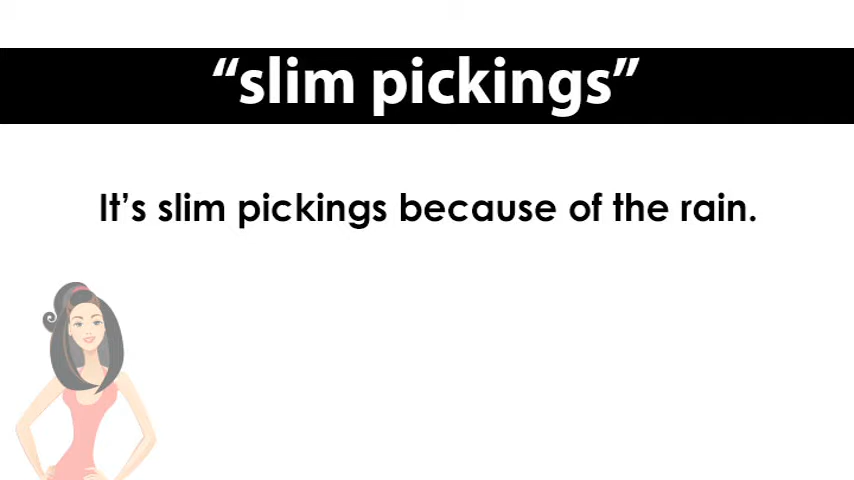 “slim pickings”
It’s slim pickings because of the rain.